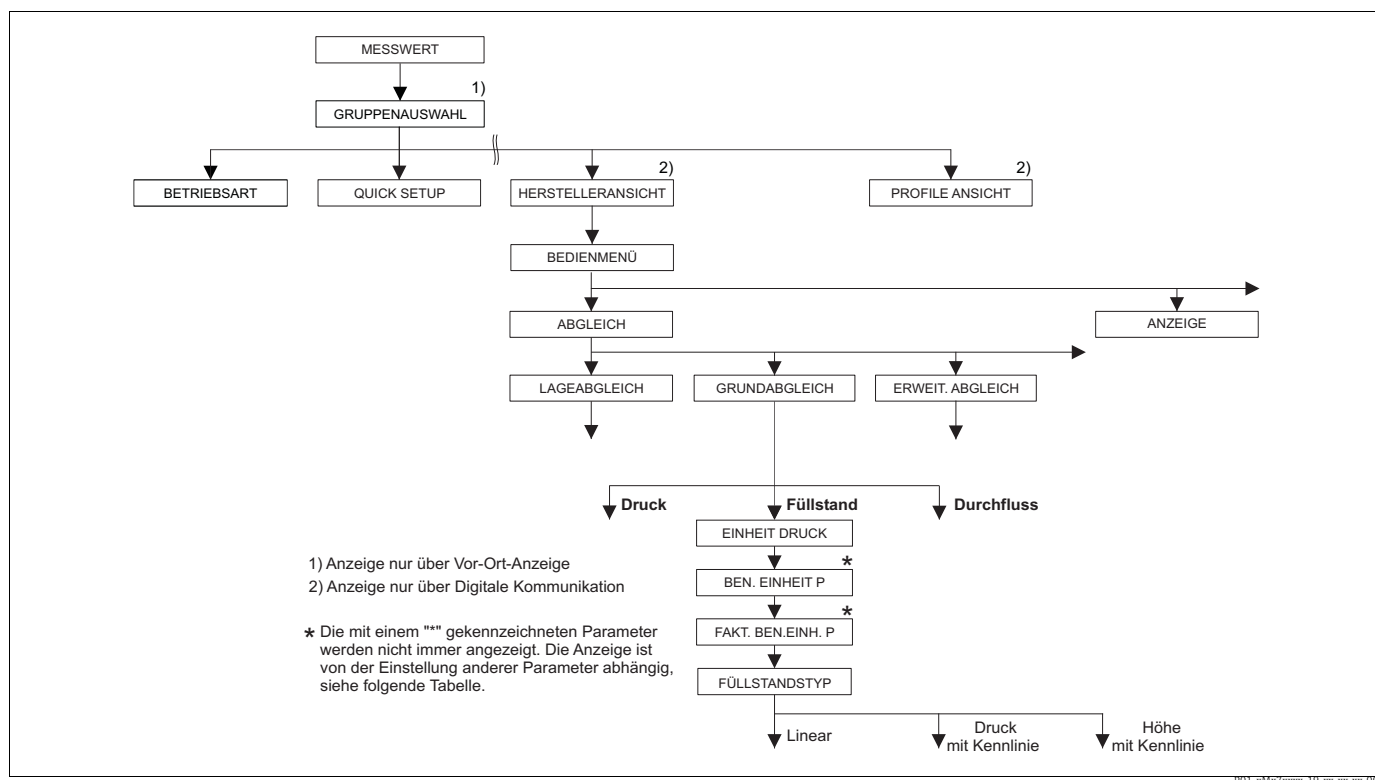 MESSWERT
1)
GRUPPENAUSWAHL
2)
2)
BETRIEBSART
QUICK SETUP
HERSTELLERANSICHT
PROFILE ANSICHT
BEDIENMENÜ
ABGLEICH
ANZEIGE
LAGEABGLEICH
GRUNDABGLEICH
ERWEIT. ABGLEICH
Druck
Füllstand
Durchfluss
EINHEIT DRUCK
*
BEN. EINHEIT P
*
FAKT. BEN.EINH. P
FÜLLSTANDSTYP
1) Anzeige nur über Vor-Ort-Anzeige
2) Anzeige nur über Digitale Kommunikation
* Die mit einem "*" gekennzeichneten Parameter
werden nicht immer angezeigt. Die Anzeige ist
von der Einstellung anderer Parameter abhängig,
siehe folgende Tabelle.
Linear
Druck
mit Kennlinie
Höhe
mit Kennlinie